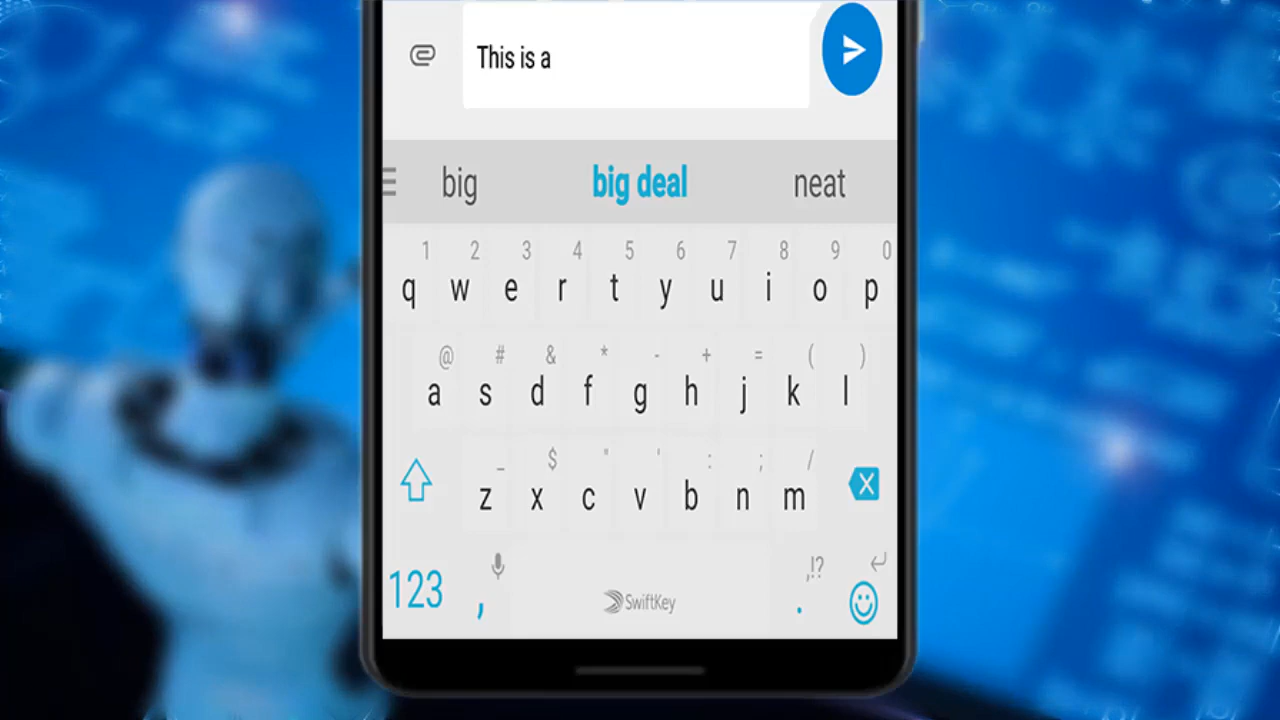 This is a
big big deal neat
1 2 3 4 5 6 7 8 9 0
q w e r t y u i o p
@ # & * - + = ( )
a s d f g h j k l
_ $ " ' : ; /
z x c v b n m
,!?
123 , SwiftKey .